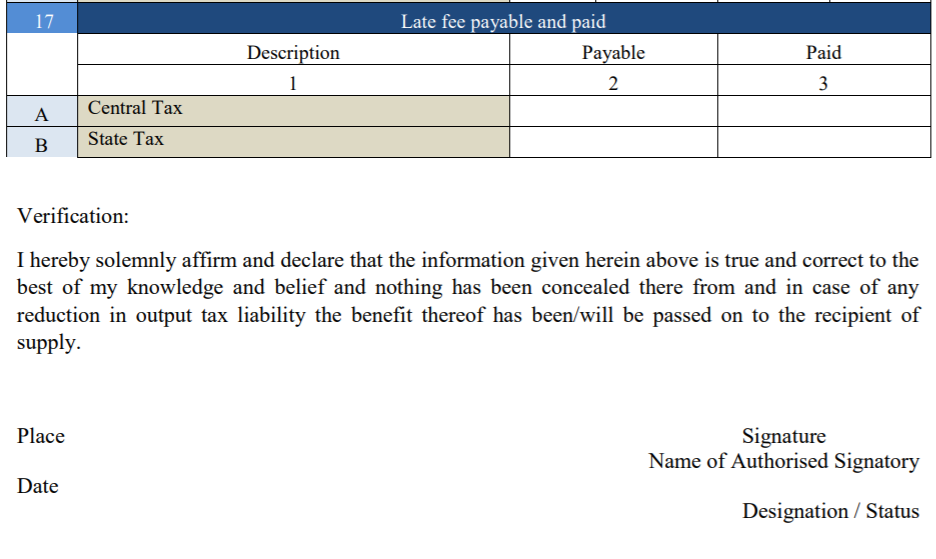 17 Late fee payable and paid
Description Payable Paid
1 2 3
A Central Tax
B State Tax
Verification:
I hereby solemnly affirm and declare that the information given herein above is true and correct to the
best of my knowledge and belief and nothing has been concealed there from and in case of any
reduction in output tax liability the benefit thereof has been/will be passed on to the recipient of
supply.
Place Signature
Name of Authorised Signatory
Date
Designation / Status